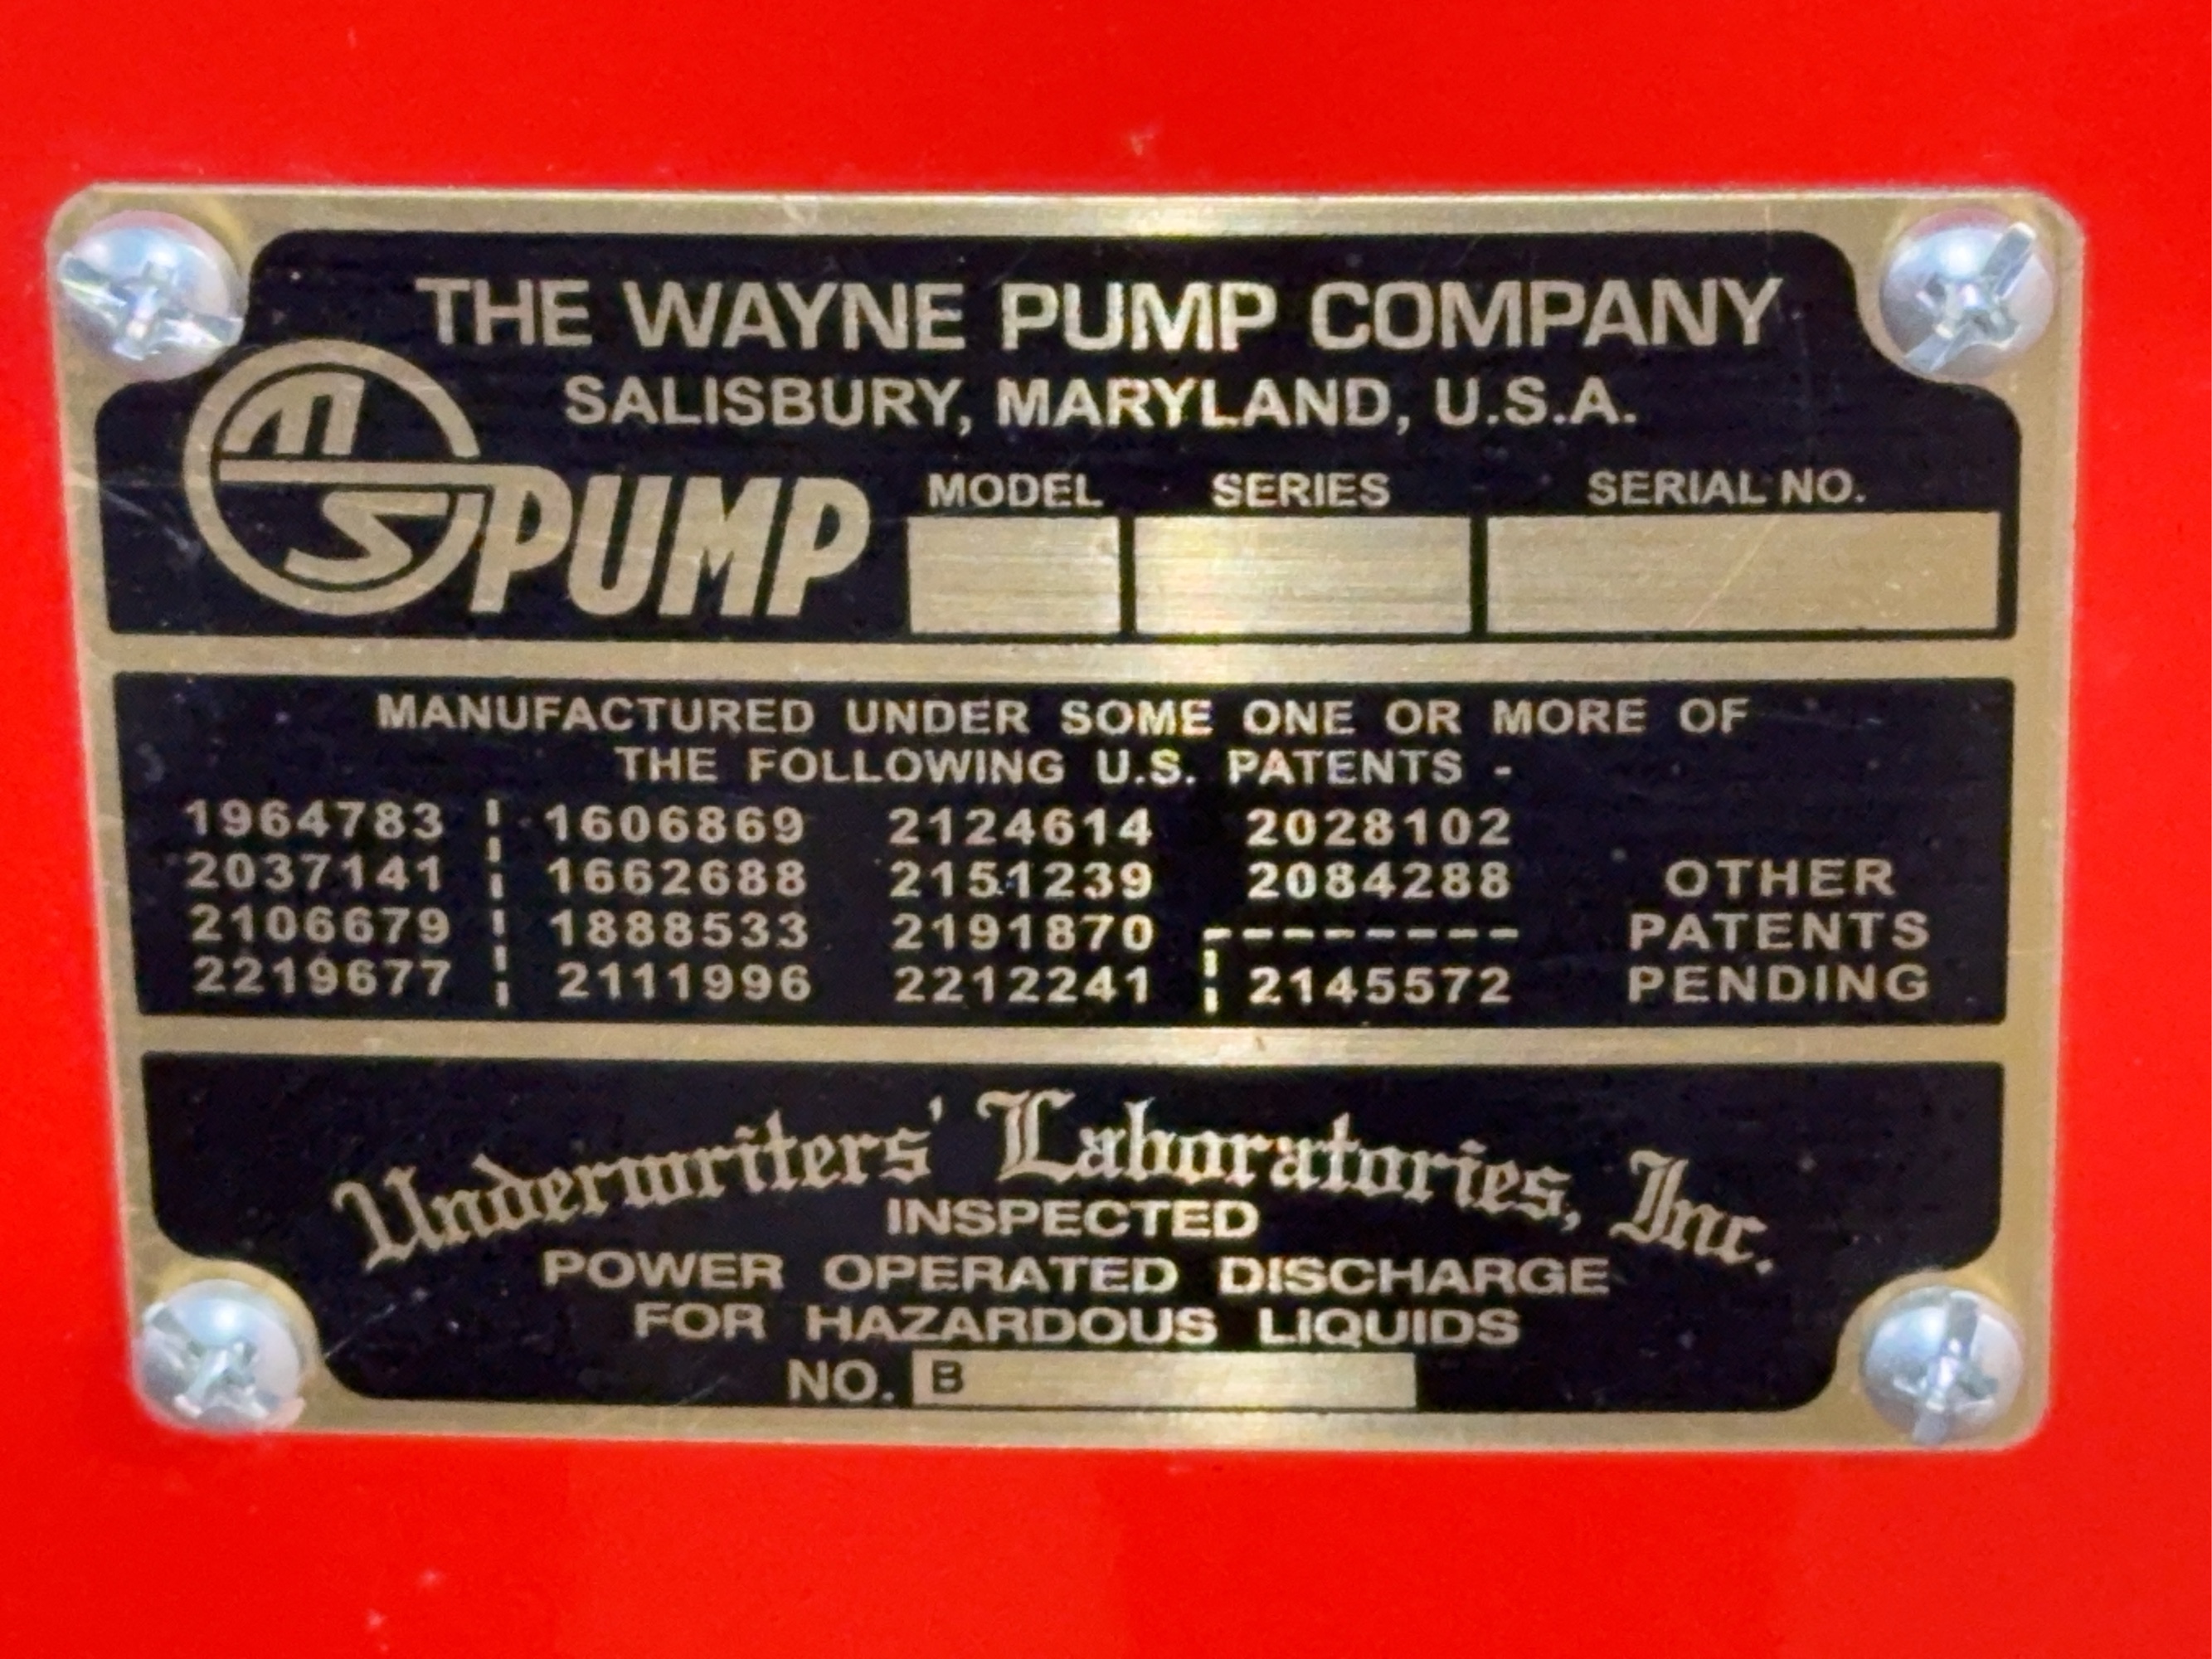 THE WAYNE PUMP COMPANY
SALISBURY, MARYLAND, U.S.A.
MS PUMP
MODEL SERIES SERIAL NO.
MANUFACTURED UNDER SOME ONE OR MORE OF
THE FOLLOWING U.S. PATENTS -
1964783 1606869 2124614 2028102
2037141 1662688 2151239 2084288 OTHER
2106679 1888533 2191870 PATENTS
2219677 2111996 2212241 2145572 PENDING
Underwriters' Laboratories, Inc.
INSPECTED
POWER OPERATED DISCHARGE
FOR HAZARDOUS LIQUIDS
NO. B